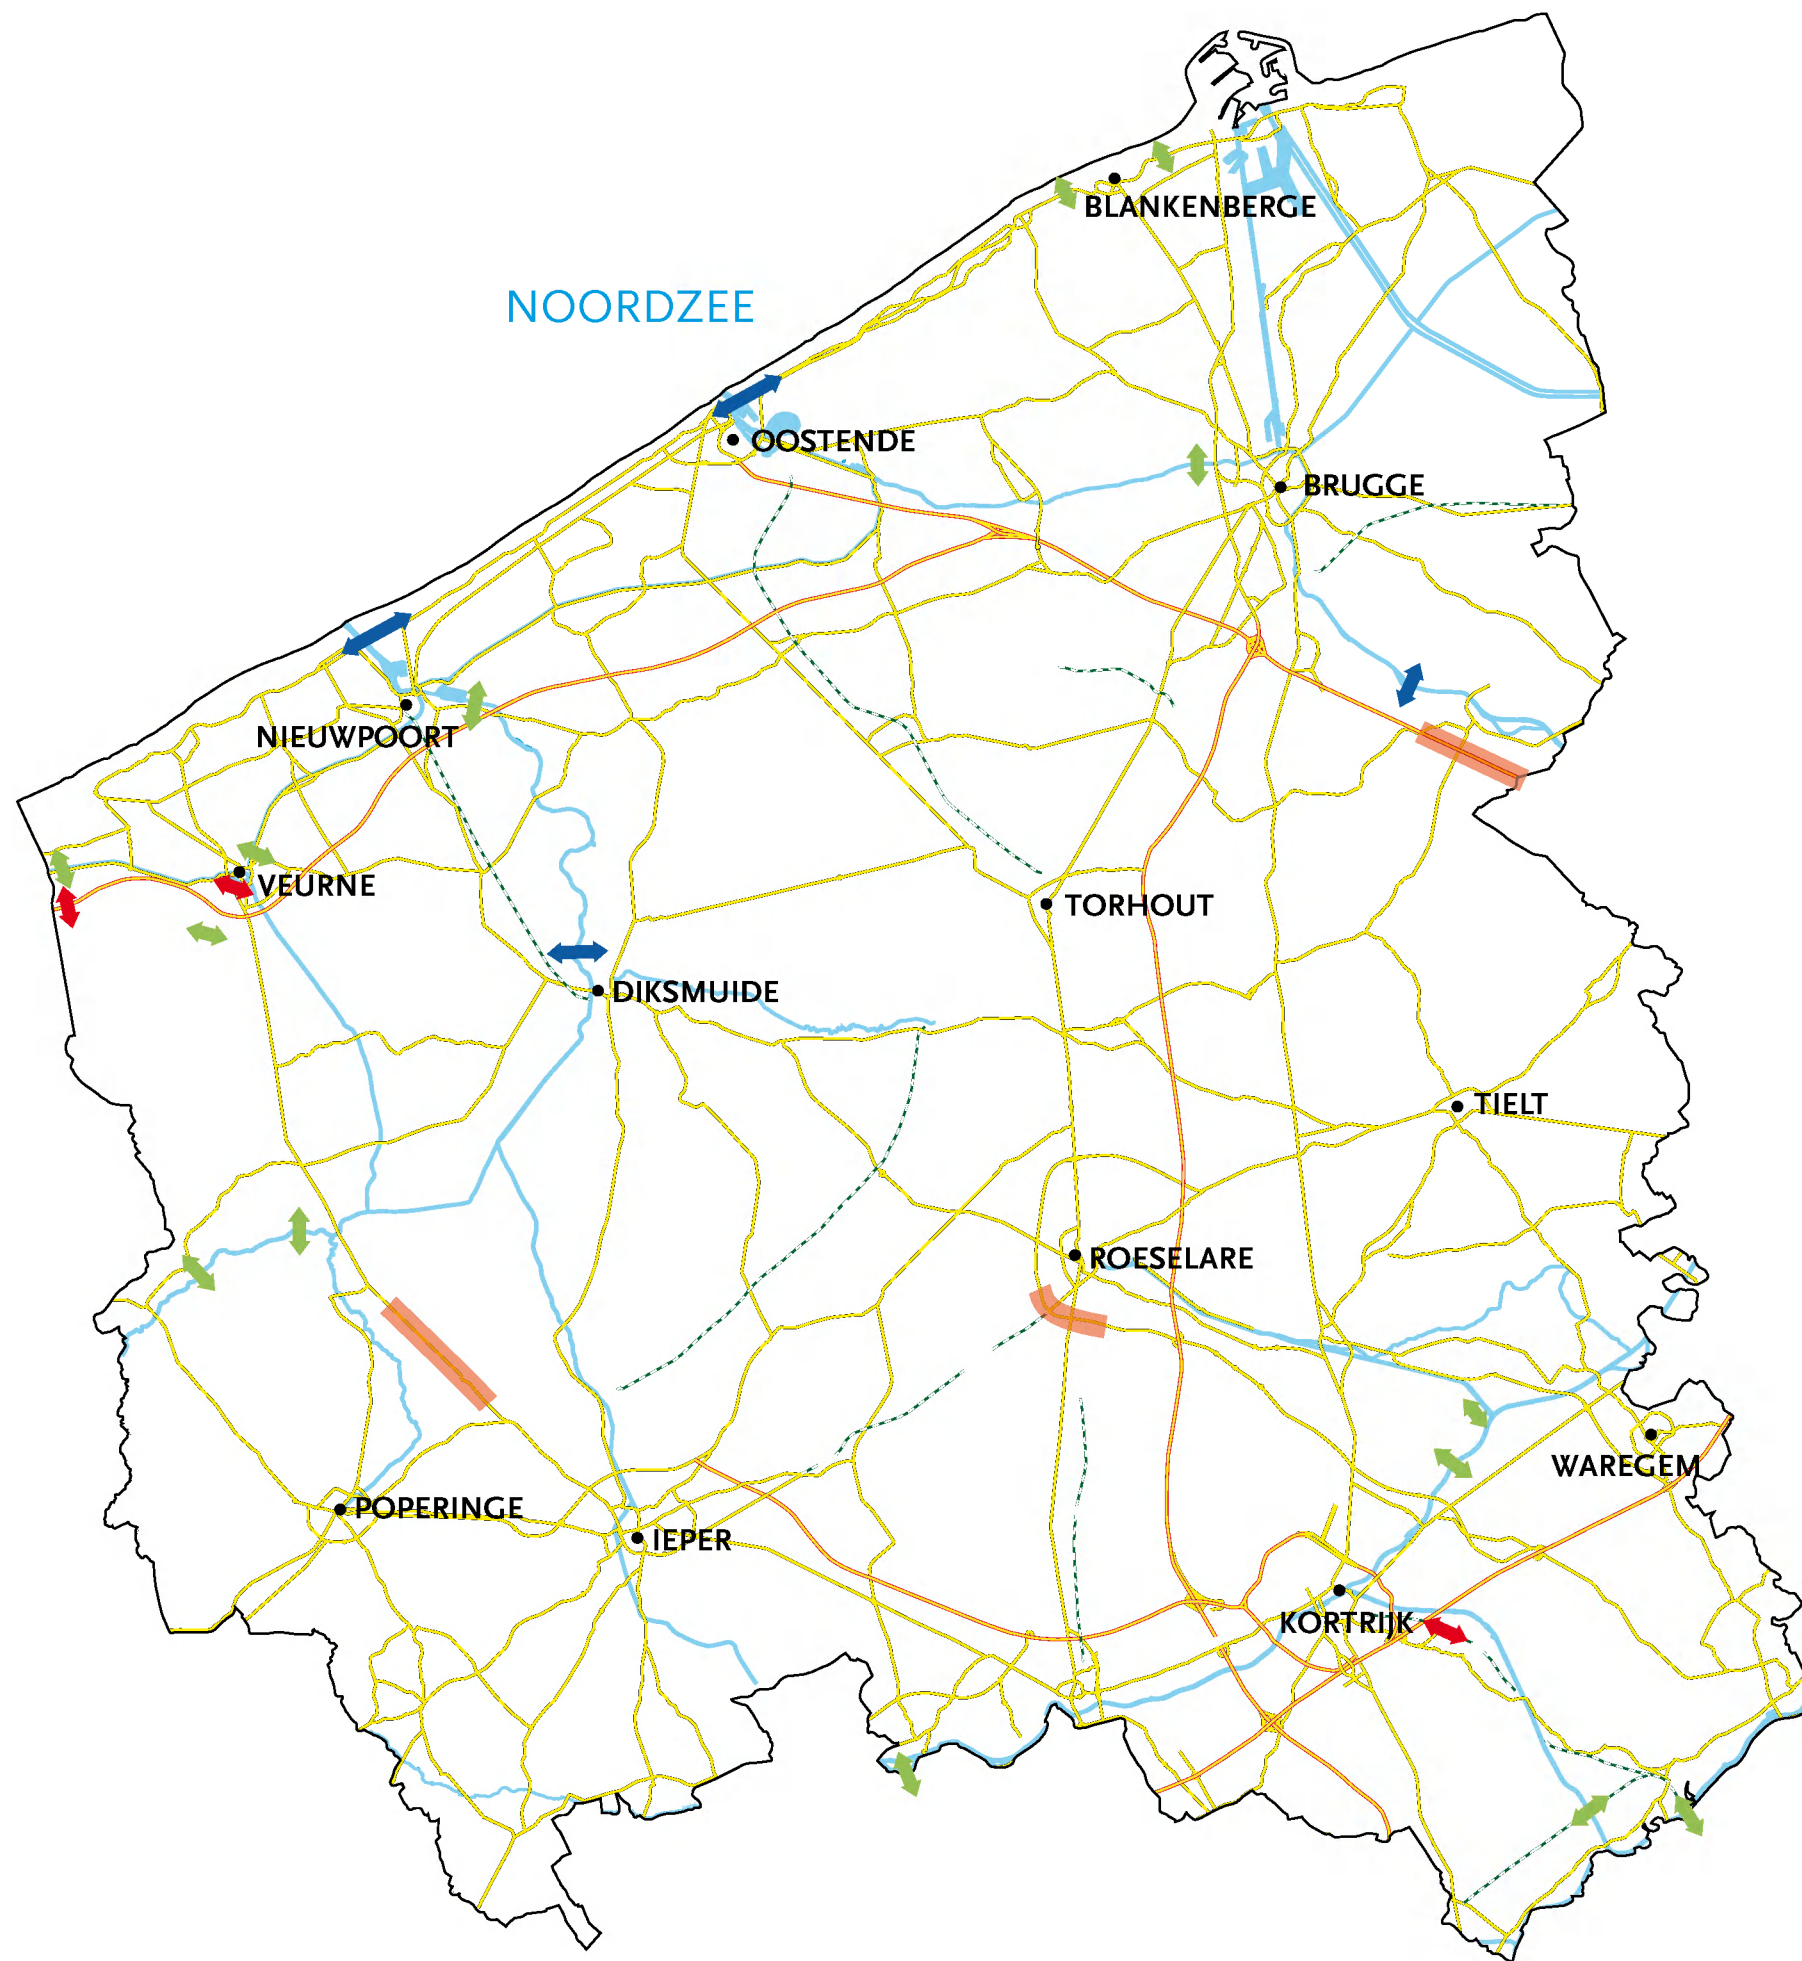 BLANKENBERGE
NOORDZEE
OOSTENDE
BRUGGE
NIEUWPOORT
VEURNE
TORHOUT
DIKSMUIDE
TIELT
ROESELARE
WAREGEM
POPERINGE
IEPER
KORTRIJK